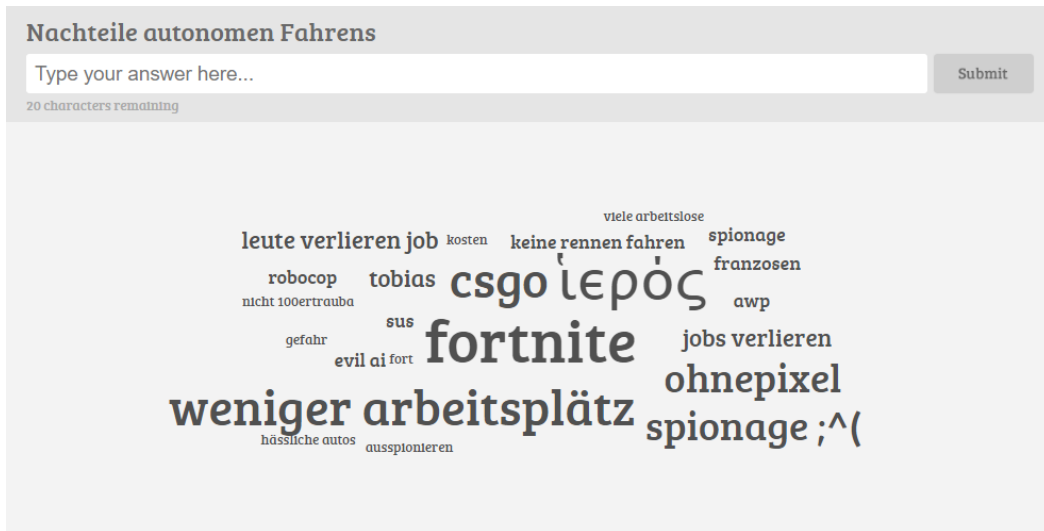 Nachteile autonomen Fahrens
Type your answer here...
Submit
20 characters remaining
viele arbeitslose
leute verlieren job
kosten
keine rennen fahren
spionage
robocop
tobias
csgo
ἱερός
franzosen
nicht 100ertrauba
awp
sus
gefahr
fortnite
jobs verlieren
evil ai
fort
ohnepixel
weniger arbeitsplätz
spionage ;^(
hässliche autos
ausspionieren